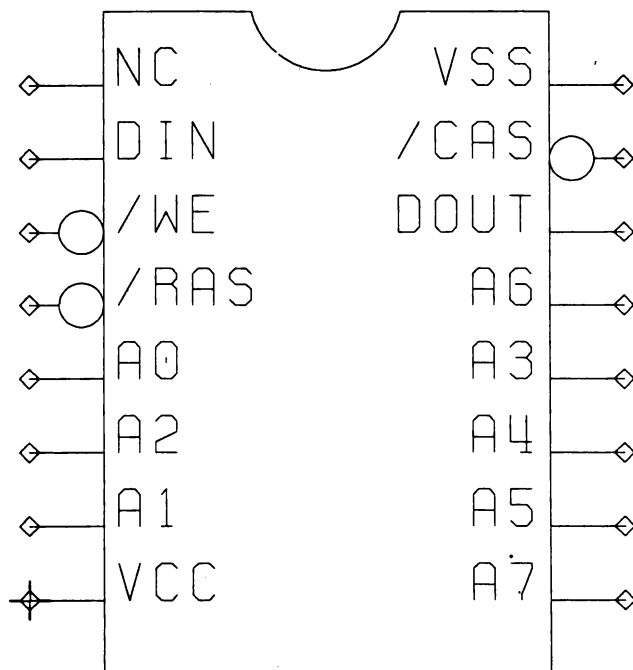 NC VSS
DIN /CAS
/WE DOUT
/RAS A6
A0 A3
A2 A4
A1 A5
VCC A7